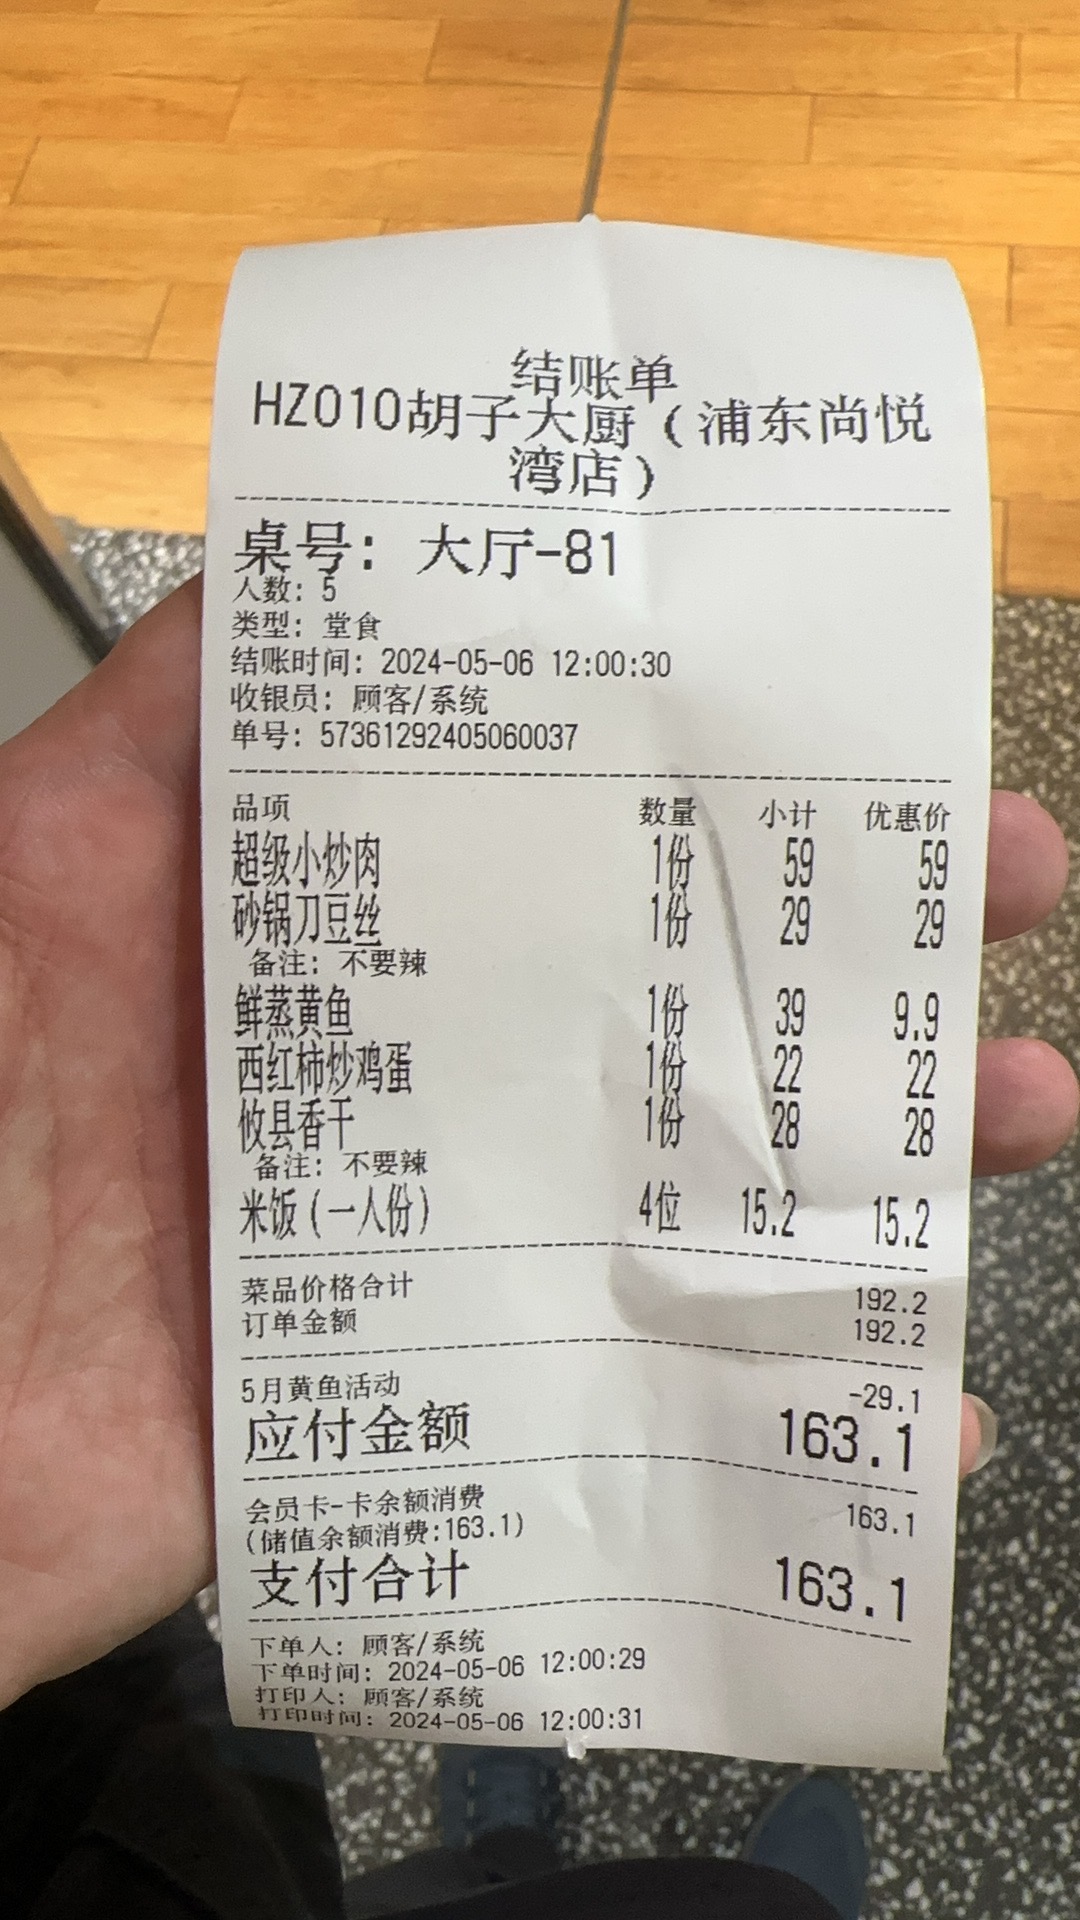 结账单
HZ010胡子大厨（浦东尚悦
湾店）
桌号：大厅-81
人数：5
类型：堂食
结账时间：2024-05-06 12:00:30
收银员：顾客/系统
单号：57361292405060037
品项 数量 小计 优惠价
超级小炒肉 1份 59 59
砂锅刀豆丝 1份 29 29
备注：不要辣
鲜蒸黄鱼 1份 39 9.9
西红柿炒鸡蛋 1份 22 22
攸县香干 1份 28 28
备注：不要辣
米饭（一人份） 4位 15.2 15.2
菜品价格合计 192.2
订单金额 192.2
5月黄鱼活动 -29.1
应付金额 163.1
会员卡-卡余额消费 163.1
(储值余额消费:163.1)
支付合计 163.1
下单人：顾客/系统
下单时间：2024-05-06 12:00:29
打印人：顾客/系统
打印时间：2024-05-06 12:00:31